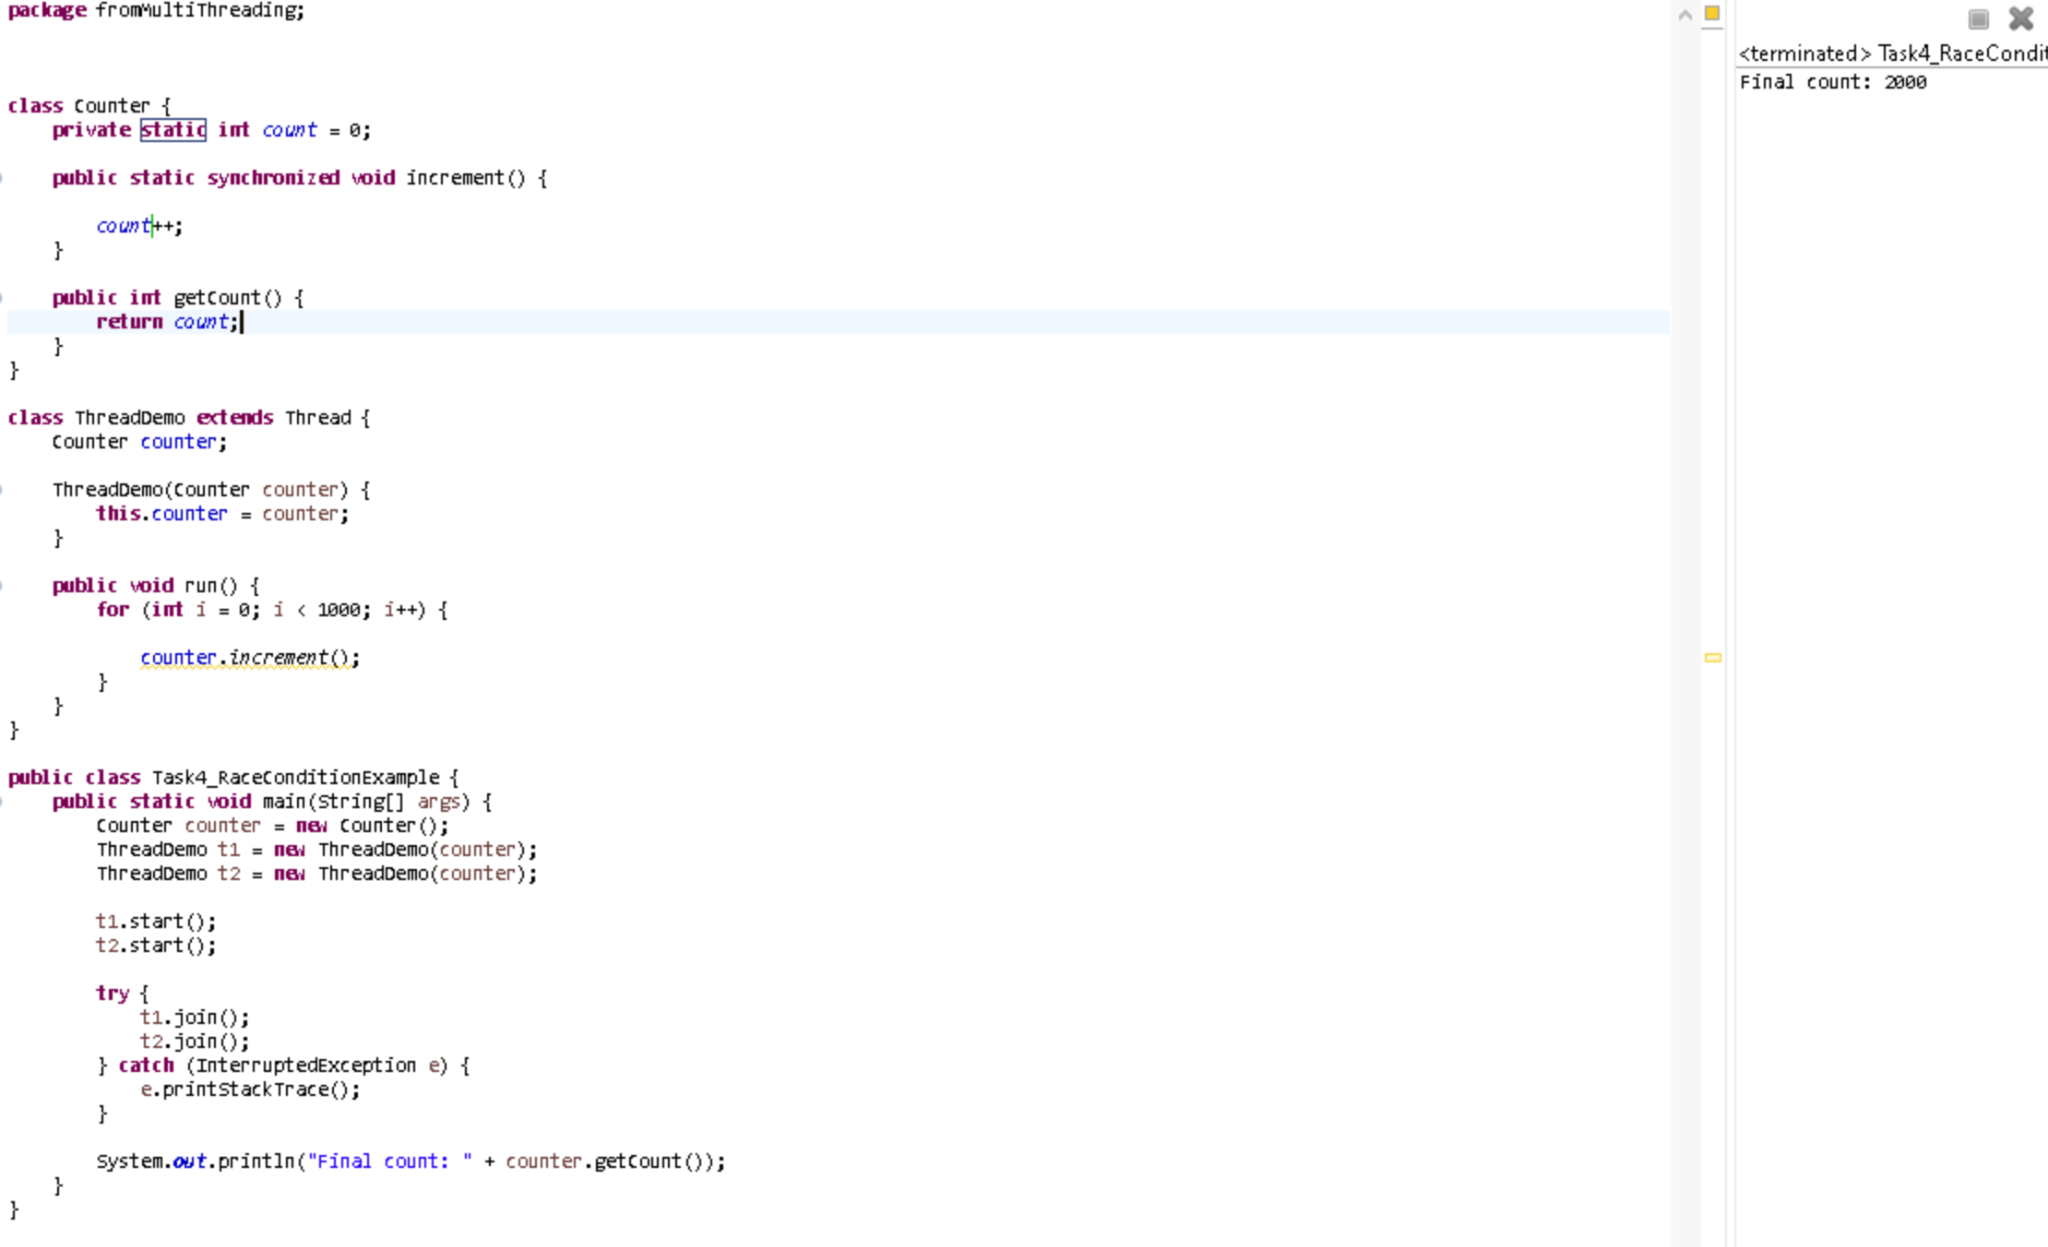 package fromMultiThreading;
class Counter {
    private static int count = 0;
    public static synchronized void increment() {
        count++;
    }
    public int getCount() {
        return count;
    }
}
class ThreadDemo extends Thread {
    Counter counter;
    ThreadDemo(Counter counter) {
        this.counter = counter;
    }
    public void run() {
        for (int i = 0; i < 1000; i++) {
            counter.increment();
        }
    }
}
public class Task4_RaceConditionExample {
    public static void main(String[] args) {
        Counter counter = new Counter();
        ThreadDemo t1 = new ThreadDemo(counter);
        ThreadDemo t2 = new ThreadDemo(counter);
        t1.start();
        t2.start();
        try {
            t1.join();
            t2.join();
        } catch (InterruptedException e) {
            e.printStackTrace();
        }
        System.out.println("Final count: " + counter.getCount());
    }
}
<terminated> Task4_RaceCondit
Final count: 2000